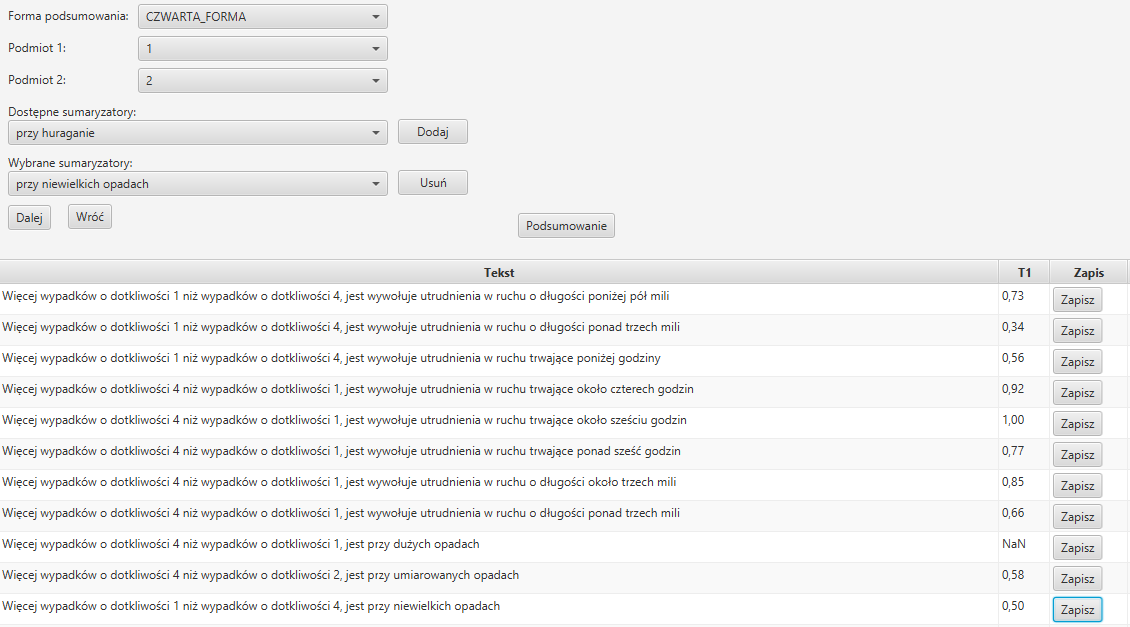 Forma podsumowania: CZWARTA_FORMA
Podmiot 1: 1
Podmiot 2: 2
Dostępne sumaryzatory:
przy huraganie Dodaj
Wybrane sumaryzatory:
przy niewielkich opadach Usuń
Dalej Wróć Podsumowanie
Tekst T1 Zapis
Więcej wypadków o dotkliwości 1 niż wypadków o dotkliwości 4, jest wywołuje utrudnienia w ruchu o długości poniżej pół mili 0,73 Zapisz
Więcej wypadków o dotkliwości 1 niż wypadków o dotkliwości 4, jest wywołuje utrudnienia w ruchu o długości ponad trzech mili 0,34 Zapisz
Więcej wypadków o dotkliwości 1 niż wypadków o dotkliwości 4, jest wywołuje utrudnienia w ruchu trwające poniżej godziny 0,56 Zapisz
Więcej wypadków o dotkliwości 4 niż wypadków o dotkliwości 1, jest wywołuje utrudnienia w ruchu trwające około czterech godzin 0,92 Zapisz
Więcej wypadków o dotkliwości 4 niż wypadków o dotkliwości 1, jest wywołuje utrudnienia w ruchu trwające około sześciu godzin 1,00 Zapisz
Więcej wypadków o dotkliwości 4 niż wypadków o dotkliwości 1, jest wywołuje utrudnienia w ruchu trwające ponad sześć godzin 0,77 Zapisz
Więcej wypadków o dotkliwości 4 niż wypadków o dotkliwości 1, jest wywołuje utrudnienia w ruchu o długości około trzech mili 0,85 Zapisz
Więcej wypadków o dotkliwości 4 niż wypadków o dotkliwości 1, jest wywołuje utrudnienia w ruchu o długości ponad trzech mili 0,66 Zapisz
Więcej wypadków o dotkliwości 4 niż wypadków o dotkliwości 1, jest przy dużych opadach NaN Zapisz
Więcej wypadków o dotkliwości 4 niż wypadków o dotkliwości 2, jest przy umiarowanych opadach 0,58 Zapisz
Więcej wypadków o dotkliwości 1 niż wypadków o dotkliwości 4, jest przy niewielkich opadach 0,50 Zapisz